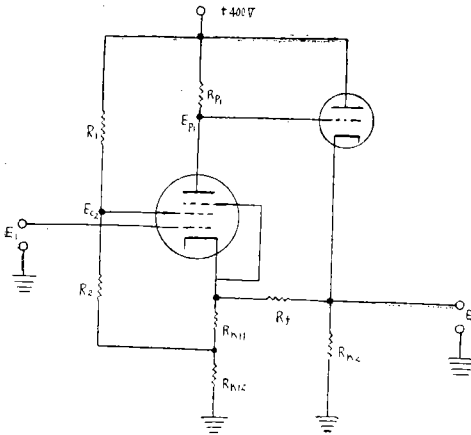 +400V
R_P1
E_P1
R_1
E_c2
E_1
R_2
R_f
R_K11
R_K2
R_K12
E